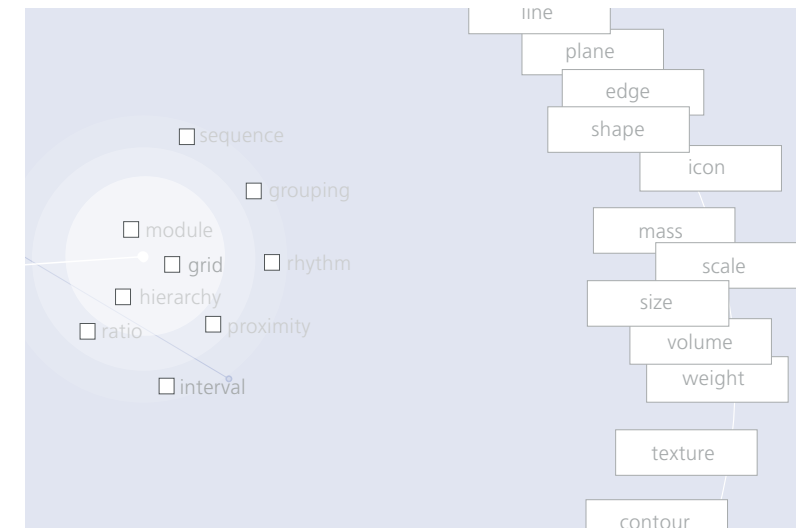 line
plane
edge
shape
icon
mass
scale
size
volume
weight
texture
contour
sequence
grouping
module
grid
rhythm
hierarchy
ratio
proximity
interval